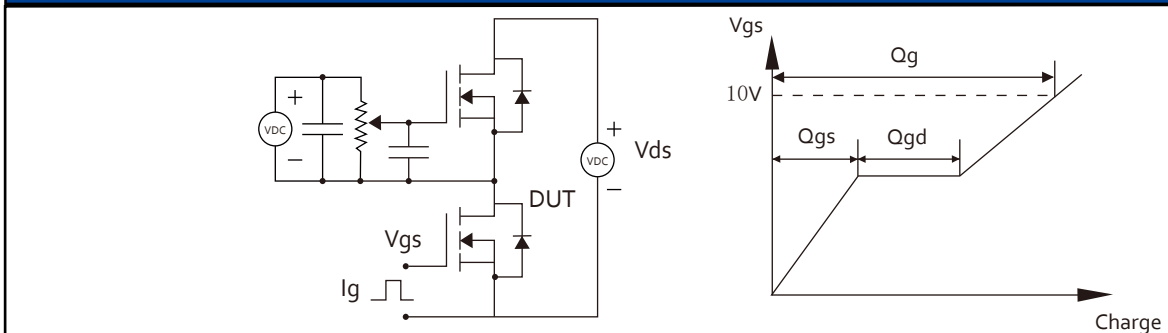 +
VDC
−
+
VDC
−
Vds
DUT
Vgs
Ig
Vgs
Qg
10V
Qgs
Qgd
Charge